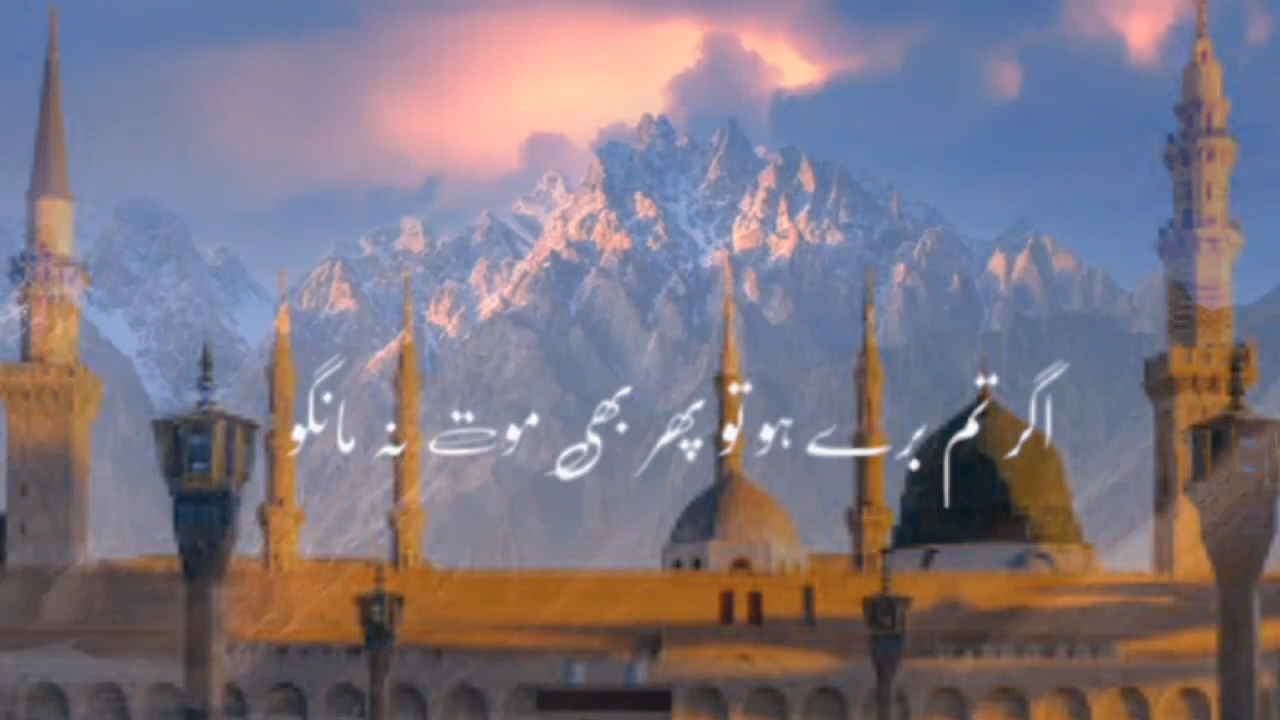 اگر تم برے ہو تو پھر بھی موت نہ مانگو